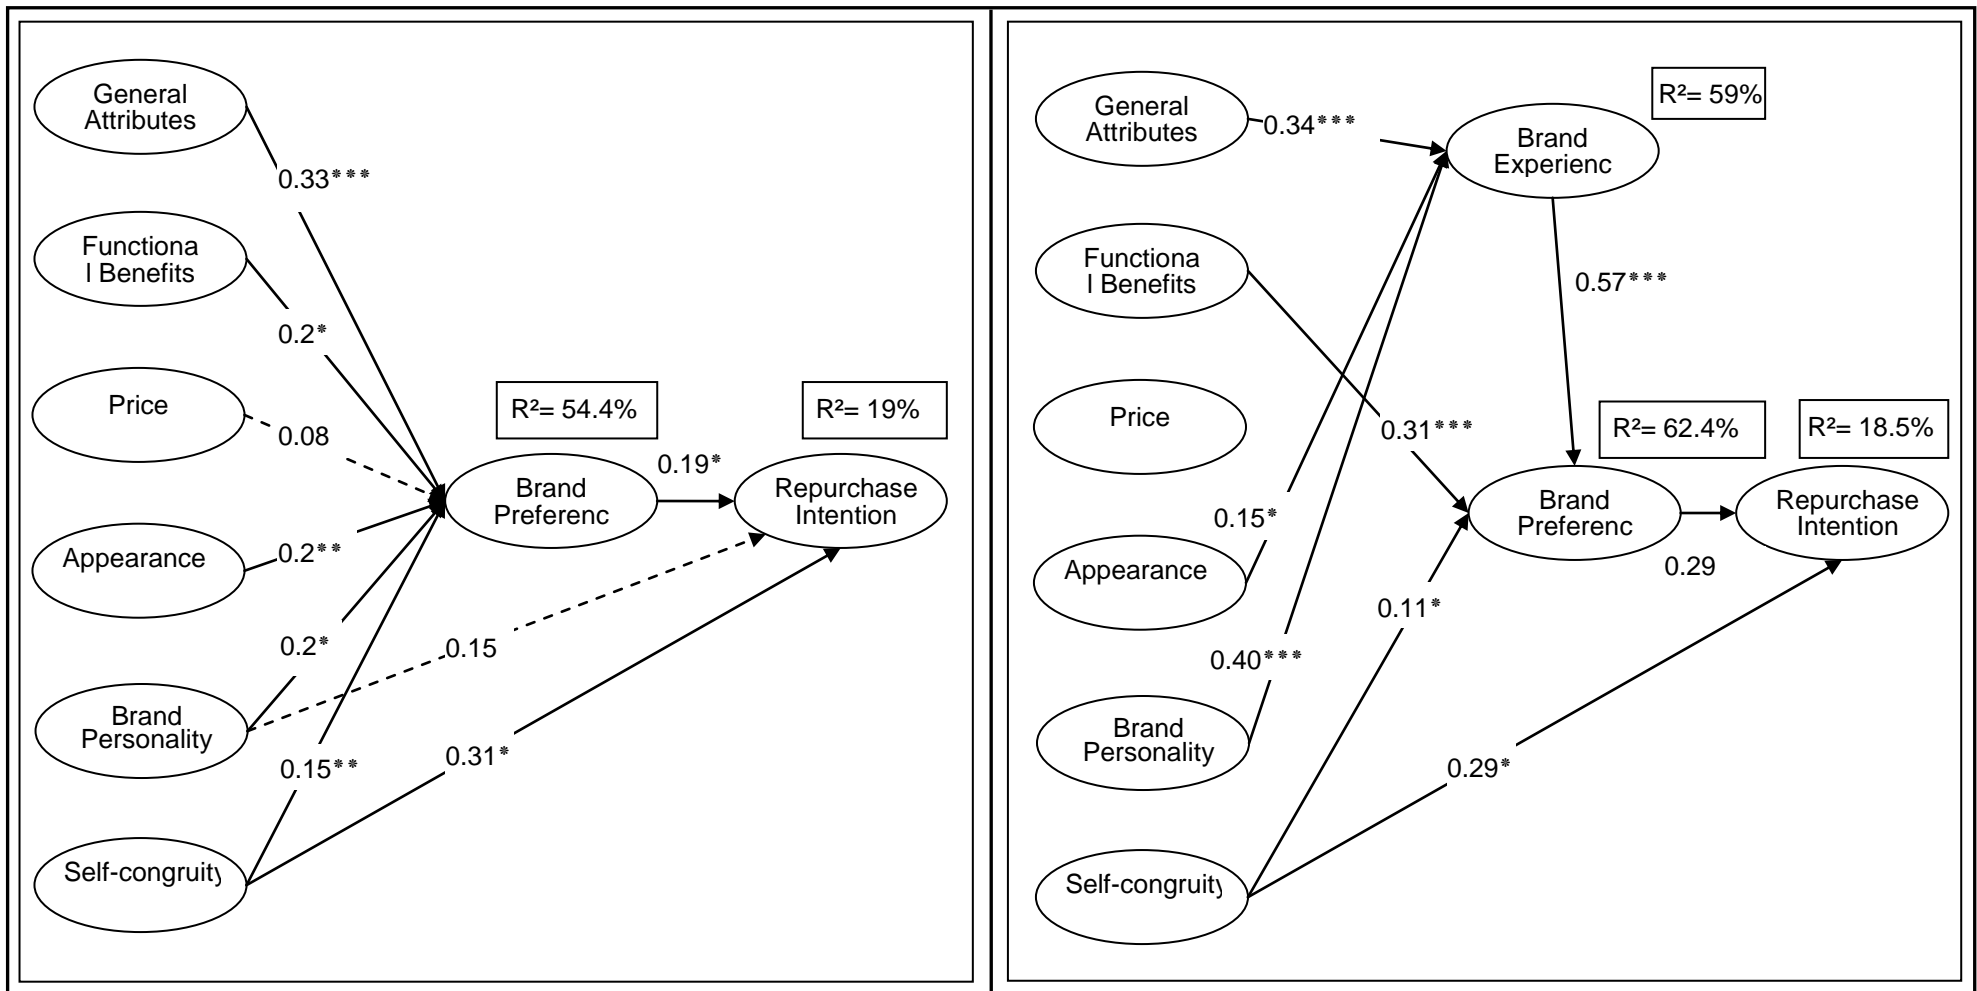 General
Attributes
0.33***
Functiona
l Benefits
0.2*
Price
0.08
R²= 54.4%
R²= 19%
0.19*
Brand
Preferenc
Repurchase
Intention
Appearance
0.2**
0.2*
0.15
Brand
Personality
0.15**
0.31*
Self-congruity
R²= 59%
General
Attributes
0.34***
Brand
Experienc
Functiona
l Benefits
0.57***
Price
0.31***
R²= 62.4%
R²= 18.5%
Brand
Preferenc
Repurchase
Intention
0.15*
0.29
Appearance
0.11*
0.40***
Brand
Personality
0.29*
Self-congruity